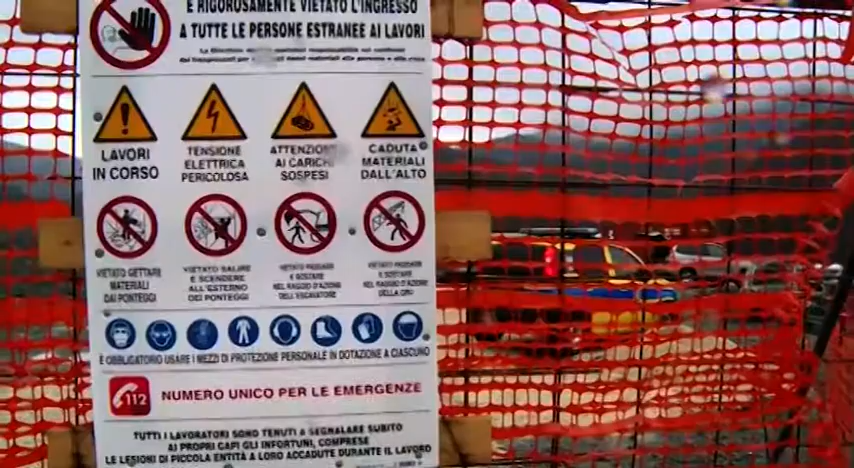 È RIGOROSAMENTE VIETATO L'INGRESSO
A TUTTE LE PERSONE ESTRANEE AI LAVORI
LAVORI
IN CORSO
TENSIONE
ELETTRICA
PERICOLOSA
ATTENZIONE
AI CARICHI
SOSPESI
CADUTA
MATERIALI
DALL'ALTO
VIETATO GETTARE
MATERIALI
DAI PONTEGGI
VIETATO SALIRE
E SCENDERE
ALL'ESTERNO
DEI PONTEGGI
VIETATO PASSARE
E SOSTARE
NEL RAGGIO D'AZIONE
DELL'ESCAVATORE
VIETATO PASSARE
E SOSTARE
NEL RAGGIO D'AZIONE
DELLA GRU
È OBBLIGATORIO USARE I MEZZI DI PROTEZIONE PERSONALE IN DOTAZIONE A CIASCUNO
112
NUMERO UNICO PER LE EMERGENZE
TUTTI I LAVORATORI SONO TENUTI A SEGNALARE SUBITO
AI PROPRI CAPI GLI INFORTUNI, COMPRESE
LE LESIONI DI PICCOLA ENTITÀ A LORO ACCADUTE DURANTE IL LAVORO